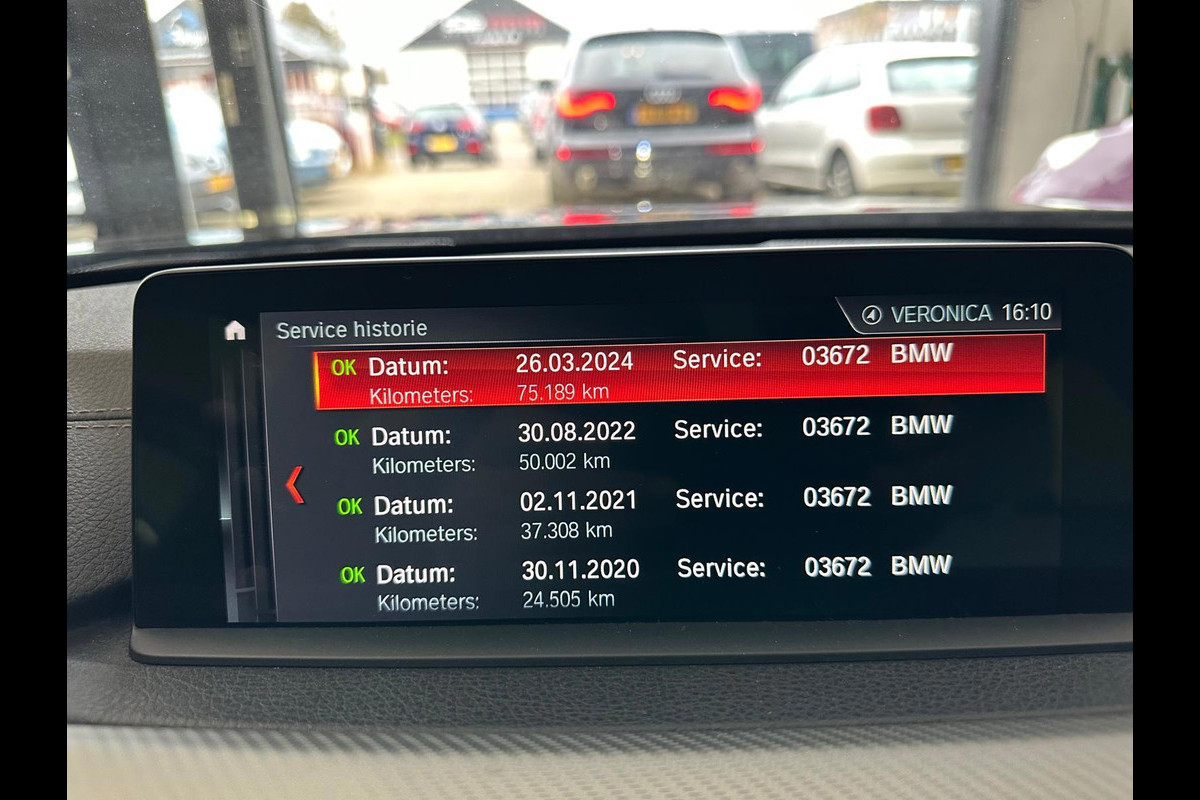 VERONICA 16:10
Service historie
OK Datum: 26.03.2024 Service: 03672 BMW
Kilometers: 75.189 km
OK Datum: 30.08.2022 Service: 03672 BMW
Kilometers: 50.002 km
OK Datum: 02.11.2021 Service: 03672 BMW
Kilometers: 37.308 km
OK Datum: 30.11.2020 Service: 03672 BMW
Kilometers: 24.505 km